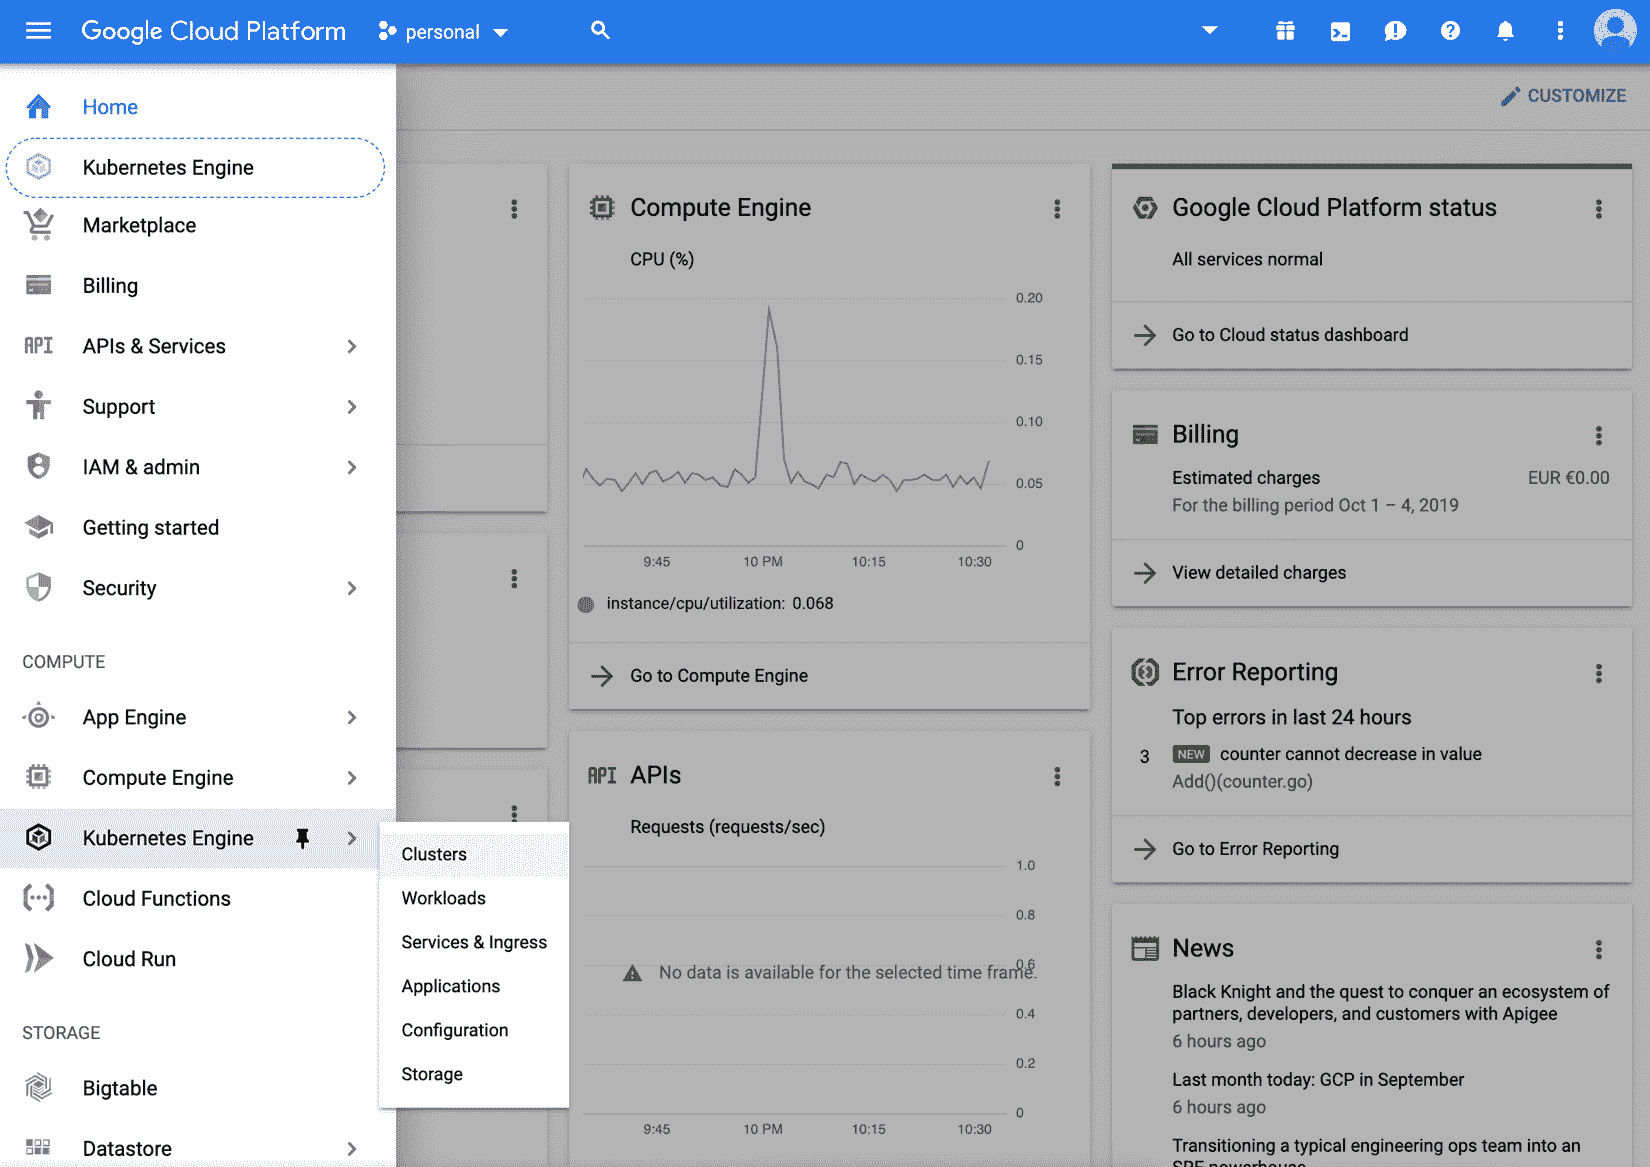 Google Cloud Platform
personal
Home
Kubernetes Engine
Marketplace
Billing
API
APIs & Services
Support
IAM & admin
Getting started
Security
COMPUTE
App Engine
Compute Engine
Kubernetes Engine
Cloud Functions
Cloud Run
STORAGE
Bigtable
Datastore
Clusters
Workloads
Services & Ingress
Applications
Configuration
Storage
CUSTOMIZE
Compute Engine
CPU (%)
0.20
0.15
0.10
0.05
0
9:45
10 PM
10:15
10:30
instance/cpu/utilization: 0.068
Go to Compute Engine
API
APIs
Requests (requests/sec)
1.0
0.8
0.6
No data is available for the selected time frame.
0.4
0.2
0
9:45
10 PM
10:15
10:30
Google Cloud Platform status
All services normal
Go to Cloud status dashboard
Billing
Estimated charges
EUR €0.00
For the billing period Oct 1 – 4, 2019
View detailed charges
Error Reporting
Top errors in last 24 hours
3
NEW
counter cannot decrease in value
Add()(counter.go)
Go to Error Reporting
News
Black Knight and the quest to conquer an ecosystem of
partners, developers, and customers with Apigee
6 hours ago
Last month today: GCP in September
6 hours ago
Transitioning a typical engineering ops team into an
SRE powerhouse